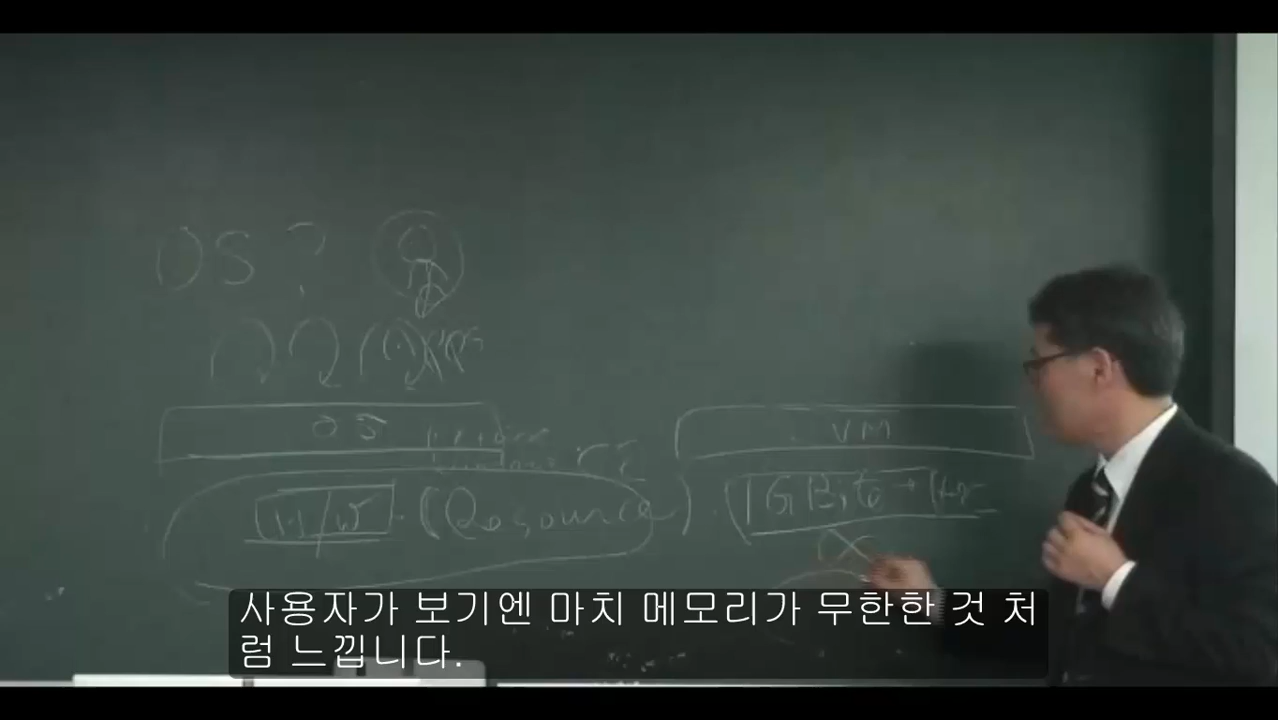 OS ?
OS
VM
H/W (Resource)
1GByte →
사용자가 보기엔 마치 메모리가 무한한 것 처
럼 느낍니다.